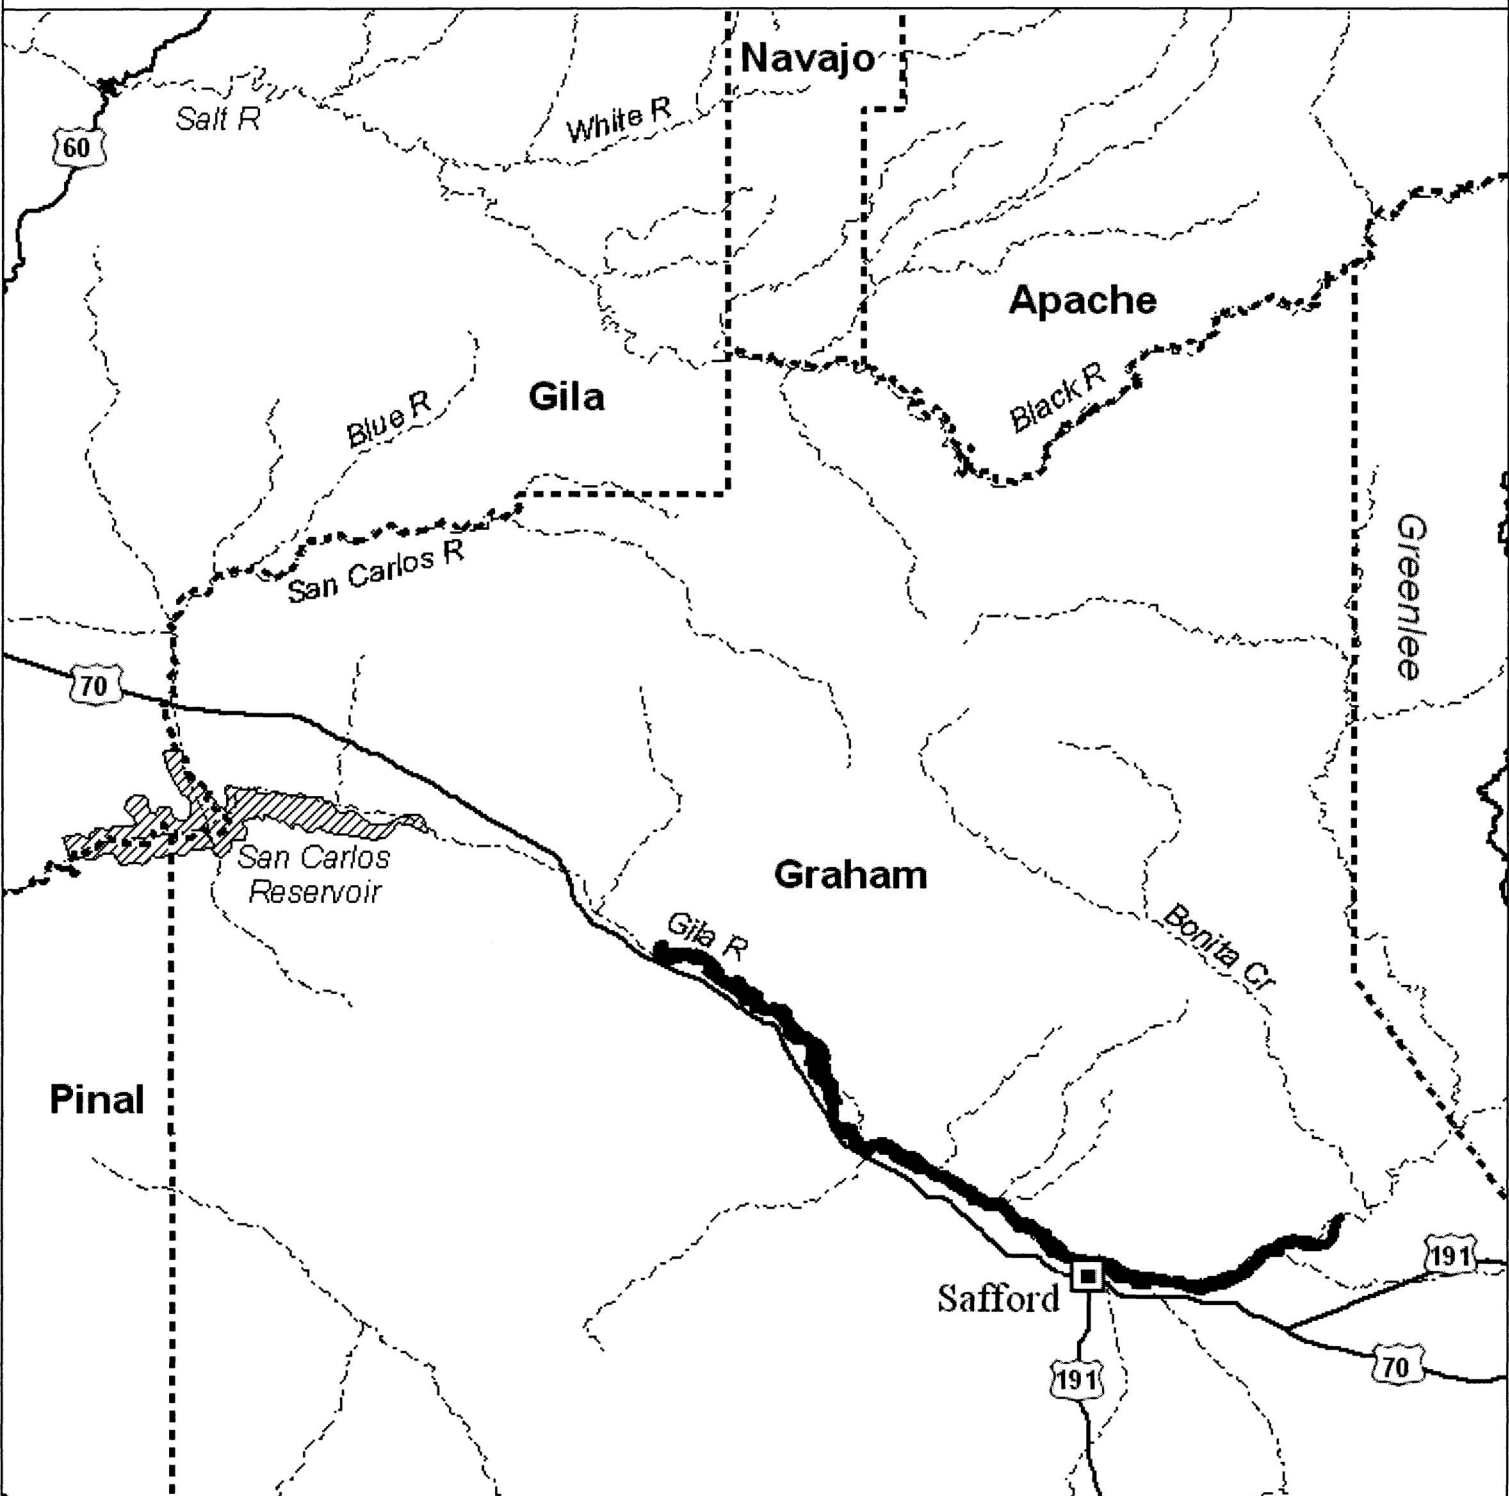 Navajo
Salt R
White R
60
Apache
Black R
Gila
Blue R
San Carlos R
Greenlee
70
San Carlos
Reservoir
Graham
Gila R
Bonita Cr
Pinal
191
Safford
191
70